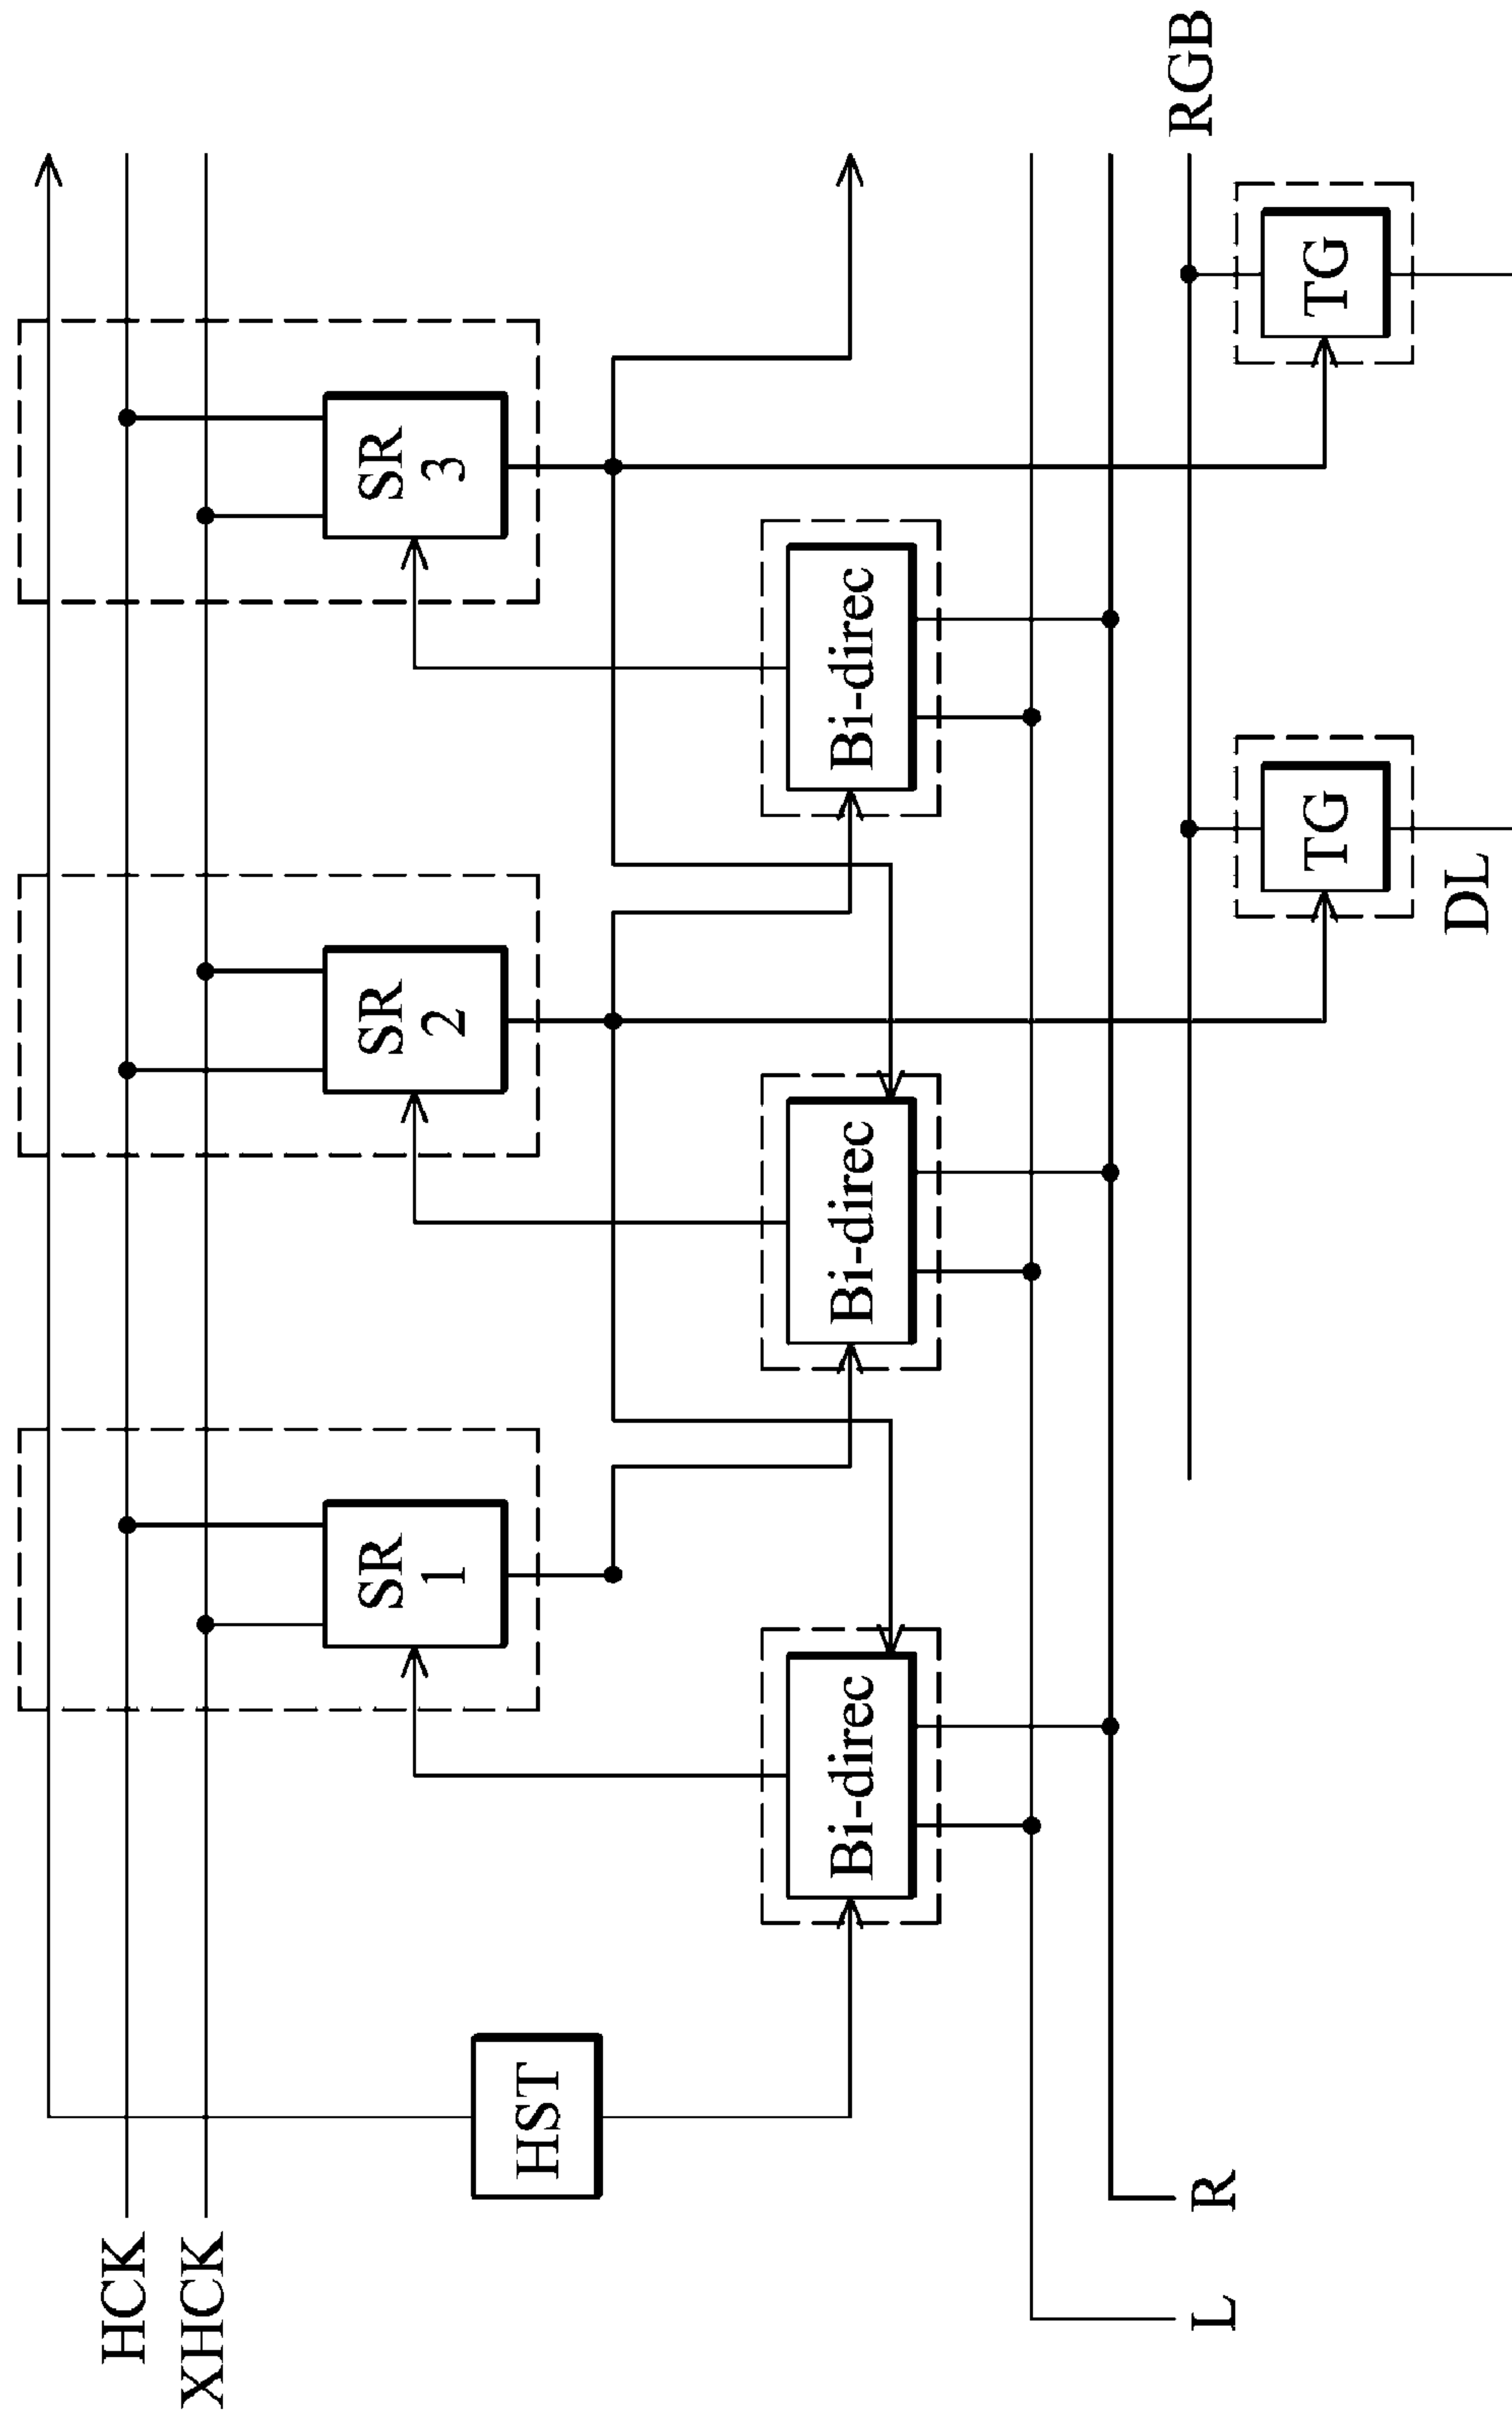 HCK
XHCK
SR
1
SR
2
SR
3
HST
Bi-direc
Bi-direc
Bi-direc
L
R
RGB
TG
TG
DL